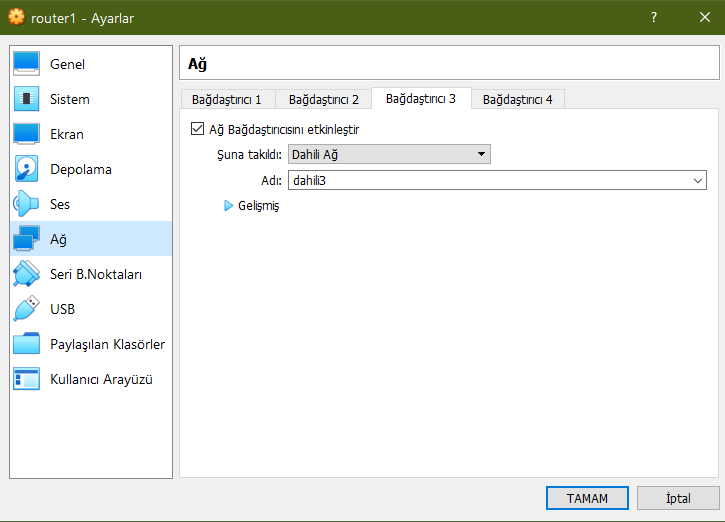 router1 - Ayarlar
?
Genel
Sistem
Ekran
Depolama
Ses
Ağ
Seri B.Noktaları
USB
Paylaşılan Klasörler
Kullanıcı Arayüzü
Ağ
Bağdaştırıcı 1 Bağdaştırıcı 2 Bağdaştırıcı 3 Bağdaştırıcı 4
Ağ Bağdaştırıcısını etkinleştir
Şuna takıldı: Dahili Ağ
Adı: dahili3
Gelişmiş
TAMAM İptal